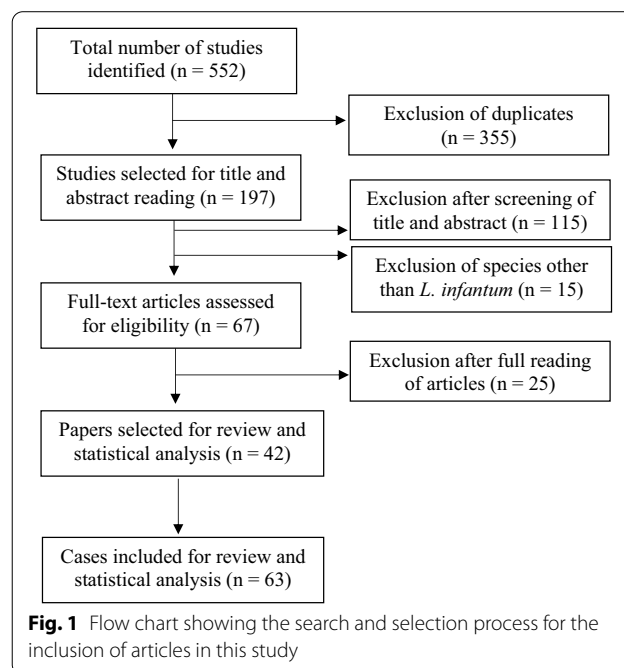 Total number of studies
identified (n = 552)
Exclusion of duplicates
(n = 355)
Studies selected for title and
abstract reading (n = 197)
Exclusion after screening of
title and abstract (n = 115)
Exclusion of species other
than L. infantum (n = 15)
Full-text articles assessed
for eligibility (n = 67)
Exclusion after full reading
of articles (n = 25)
Papers selected for review and
statistical analysis (n = 42)
Cases included for review and
statistical analysis (n = 63)
Fig. 1 Flow chart showing the search and selection process for the
inclusion of articles in this study